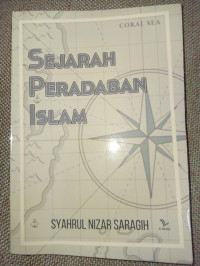 CORAL SEA
SEJARAH
PERADABAN
ISLAM
SYAHRUL NIZAR SARAGIH